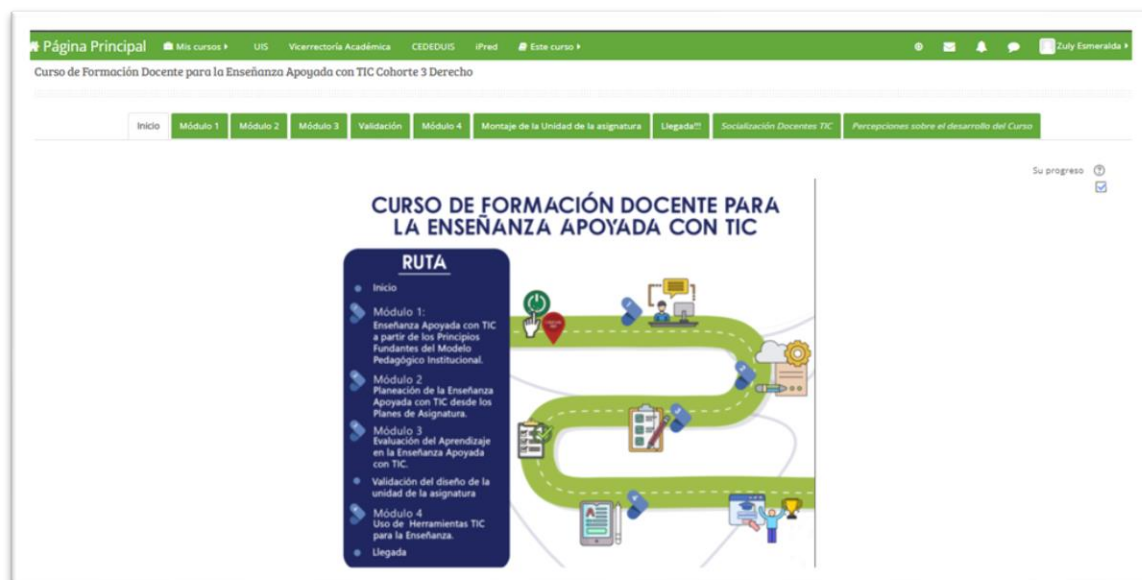 Página Principal Mis cursos UIS Vicerrectoría Académica CEDEDUIS iPred Este curso Zuly Esmeralda
Curso de Formación Docente para la Enseñanza Apoyada con TIC Cohorte 3 Derecho
Inicio Módulo 1 Módulo 2 Módulo 3 Validación Módulo 4 Montaje de la Unidad de la asignatura Llegada!!! Socialización Docentes TIC Percepciones sobre el desarrollo del Curso
Su progreso
CURSO DE FORMACIÓN DOCENTE PARA
LA ENSEÑANZA APOYADA CON TIC
RUTA
Inicio
Módulo 1:
Enseñanza Apoyada con TIC
a partir de los Principios
Fundantes del Modelo
Pedagógico Institucional.
Módulo 2
Planeación de la Enseñanza
Apoyada con TIC desde los
Planes de Asignatura.
Módulo 3
Evaluación del Aprendizaje
en la Enseñanza Apoyada
con TIC.
Validación del diseño de la
unidad de la asignatura
Módulo 4
Uso de Herramientas TIC
para la Enseñanza.
Llegada